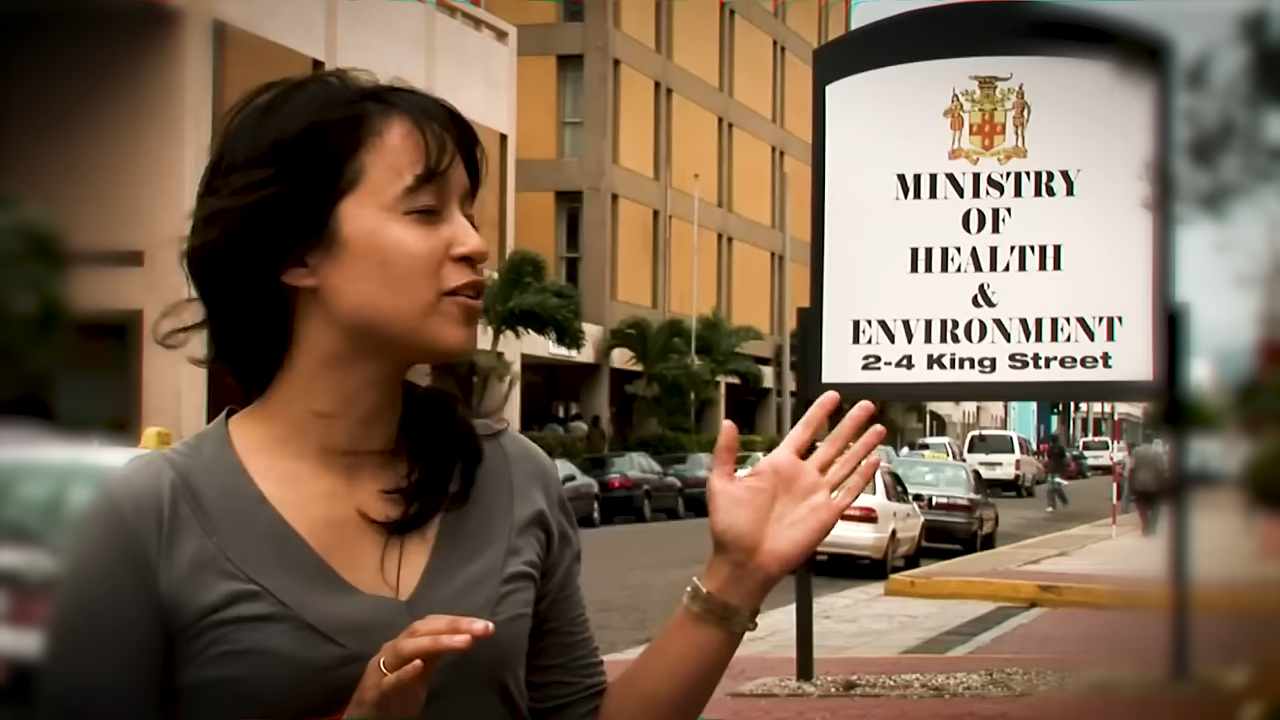 MINISTRY
OF
HEALTH
&
ENVIRONMENT
2-4 King Street